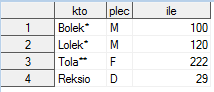 kto plec ile
1 Bolek* M 100
2 Lolek* M 120
3 Tola** F 222
4 Reksio D 29